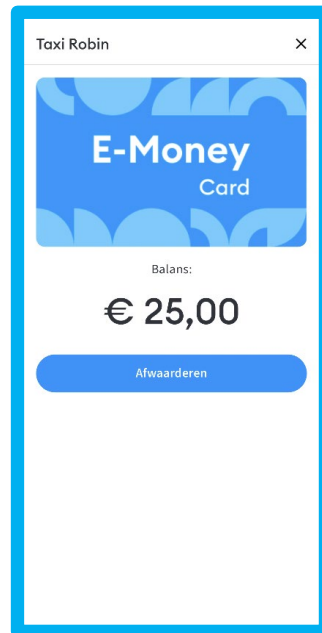 Taxi Robin
E-Money
Card
Balans:
€ 25,00
Afwaarderen